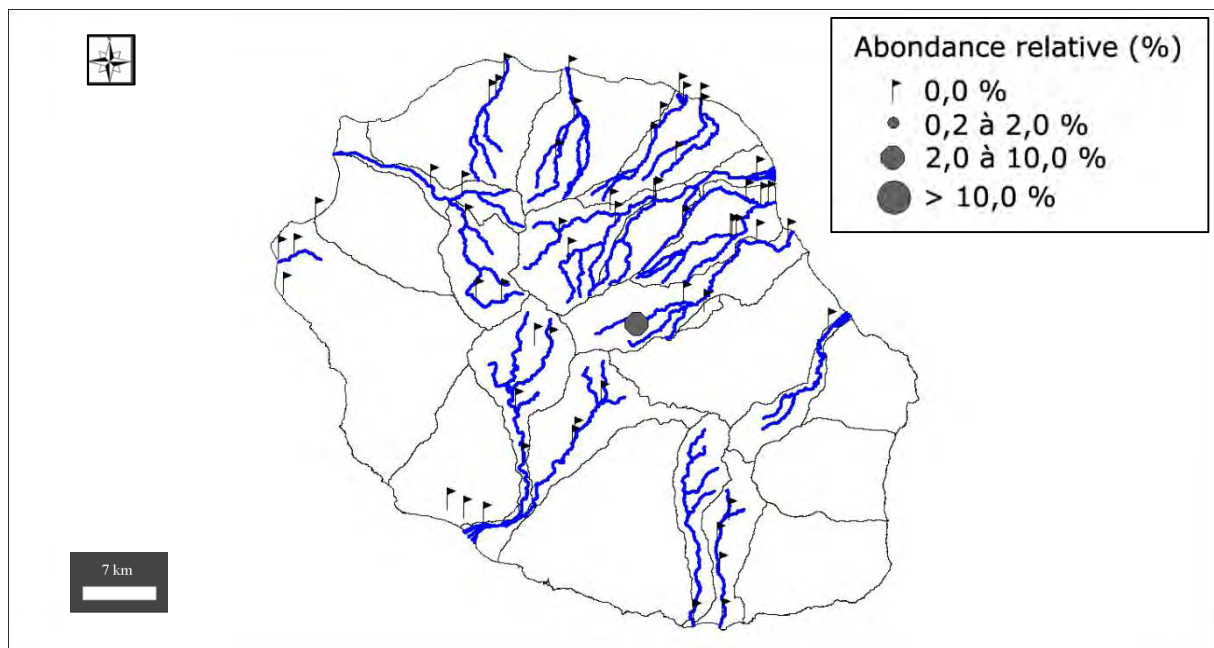 Abondance relative (%)
0,0 %
0,2 à 2,0 %
2,0 à 10,0 %
> 10,0 %
7 km